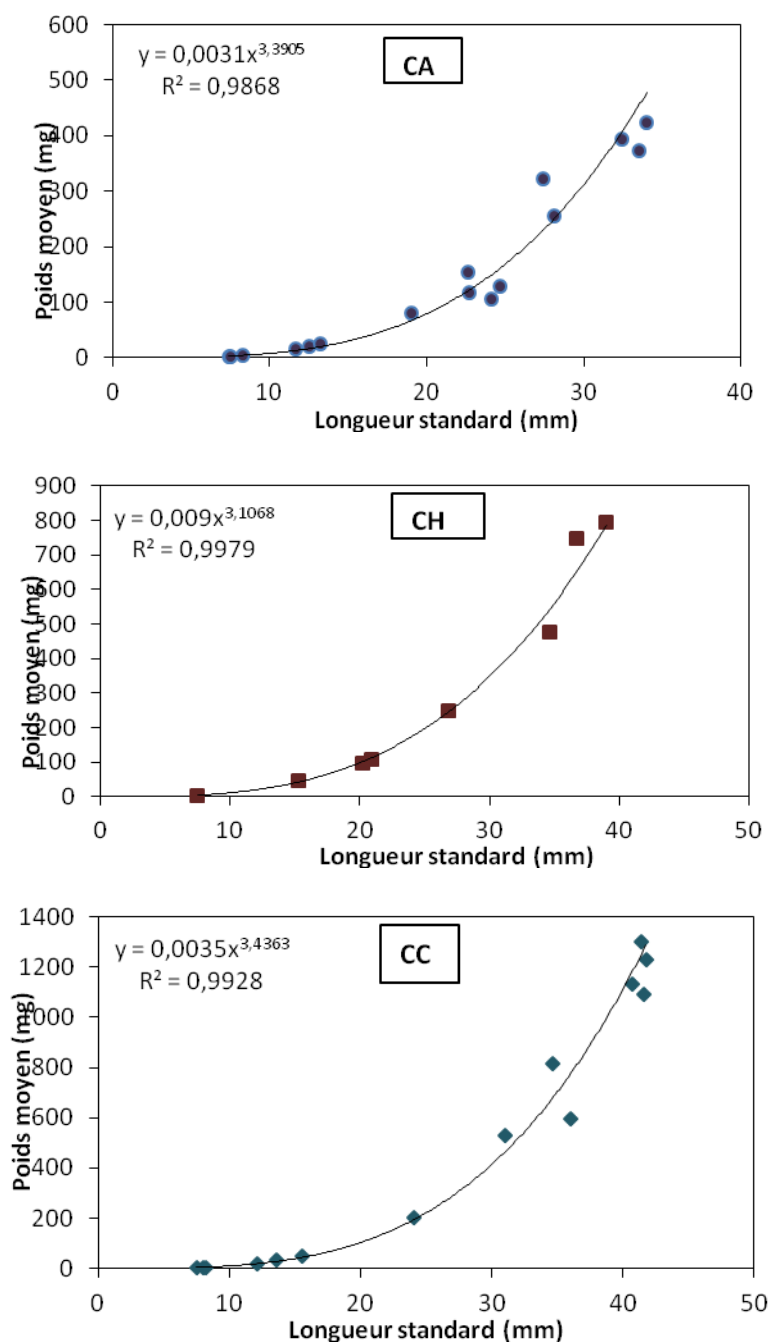 600
500
400
300
200
100
0
Poids moyen (mg)
y = 0,0031x^3,3905
R² = 0,9868
CA
0 10 20 30 40
Longueur standard (mm)
900
800
700
600
500
400
300
200
100
0
Poids moyen (mg)
y = 0,009x^3,1068
R² = 0,9979
CH
0 10 20 30 40 50
Longueur standard (mm)
1400
1200
1000
800
600
400
200
0
Poids moyen (mg)
y = 0,0035x^3,4363
R² = 0,9928
CC
0 10 20 30 40 50
Longueur standard (mm)